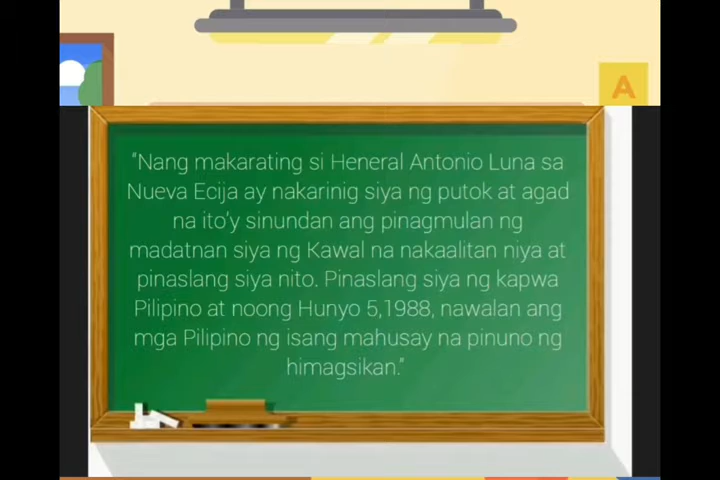 A
"Nang makarating si Heneral Antonio Luna sa
Nueva Ecija ay nakarinig siya ng putok at agad
na ito'y sinundan ang pinagmulan ng
madatnan siya ng Kawal na nakaalitan niya at
pinaslang siya nito. Pinaslang siya ng kapwa
Pilipino at noong Hunyo 5,1988, nawalan ang
mga Pilipino ng isang mahusay na pinuno ng
himagsikan."